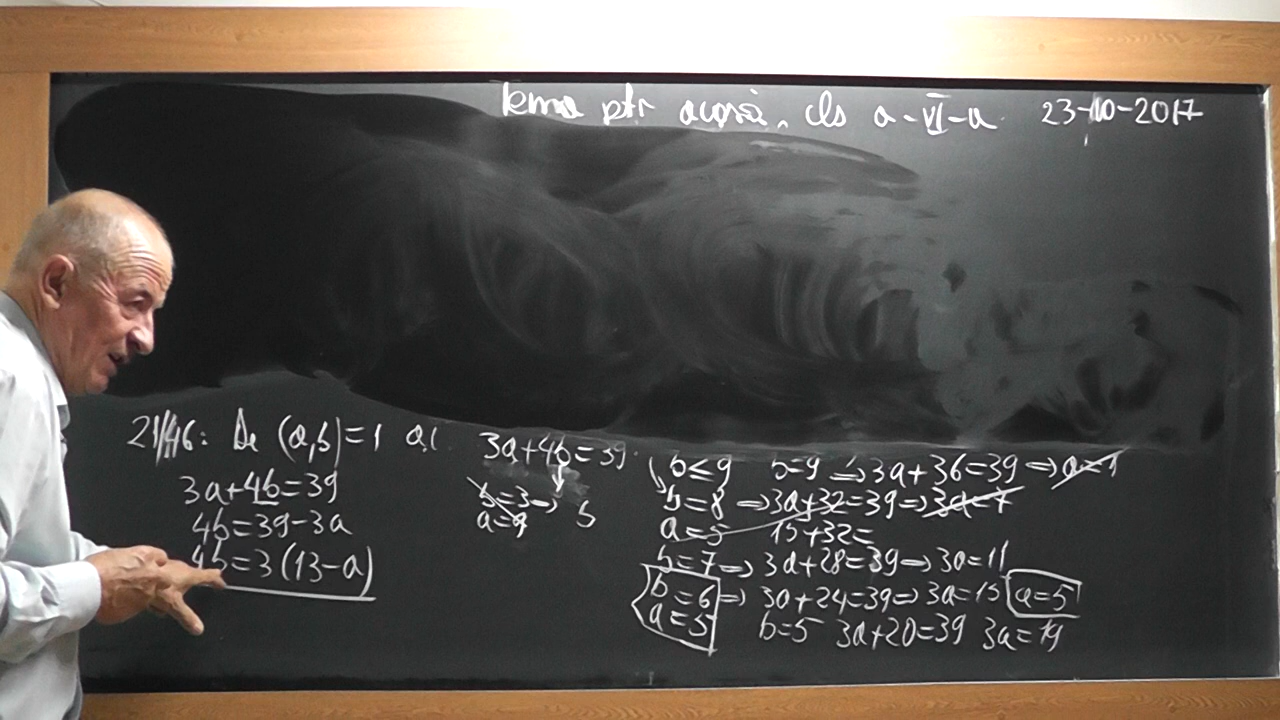 Tema ptr acasă. cls a-VI-a 23-10-2017
21/46: De (a,b)=1 a.i. 3a+4b=39.
3a+4b=39
4b=39-3a
4b=3(13-a)
b=3=> 5
a=9
b≤9 b=9 => 3a+36=39 => a=1
b=8 =>3a+32=39=>3a=7
a=5 15+32=
b=7=> 3a+28=39=>3a=11
b=6 => 3a+24=39=>3a=15 a=5
a=5
b=5 3a+20=39 3a=19